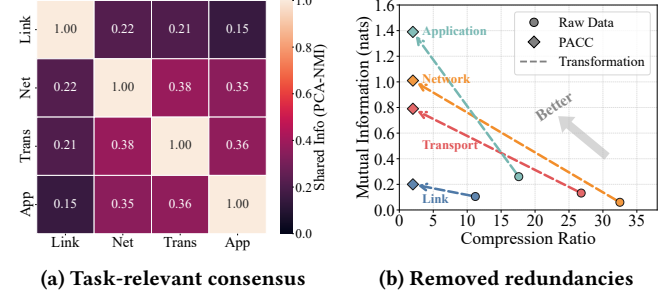 Link
Net
Trans
App
1.00 0.22 0.21 0.15
0.22 1.00 0.38 0.35
0.21 0.38 1.00 0.36
0.15 0.35 0.36 1.00
Link Net Trans App
1.0
0.8
0.6
0.4
0.2
0.0
Shared Info (PCA-NMI)
(a) Task-relevant consensus
Mutual Information (nats)
1.6
1.4
1.2
1.0
0.8
0.6
0.4
0.2
0.0
Application
Network
Transport
Link
Raw Data
PACC
Transformation
Better
0 5 10 15 20 25 30 35
Compression Ratio
(b) Removed redundancies